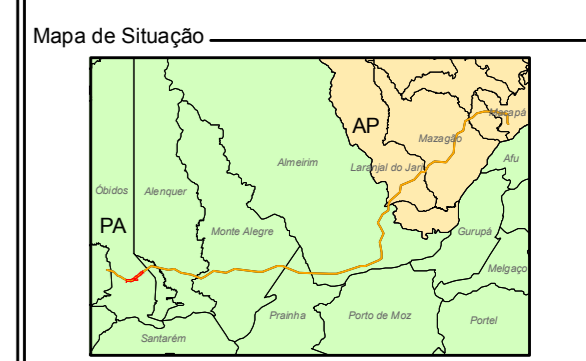 Mapa de Situação
AP
Macapá
Mazagão
Afu
Almeirim
Laranjal do Jari
Óbidos
Alenquer
PA
Monte Alegre
Gurupá
Melgaço
Prainha
Porto de Moz
Portel
Santarém